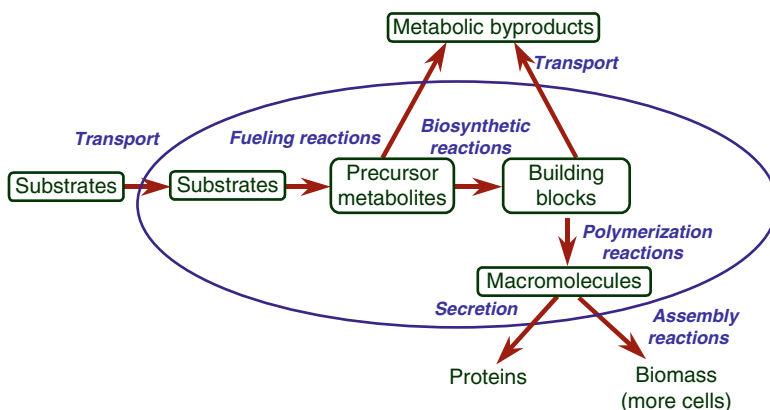 Metabolic byproducts
Transport
Transport
Fueling reactions
Biosynthetic
reactions
Substrates
Substrates
Precursor
metabolites
Building
blocks
Polymerization
reactions
Macromolecules
Secretion
Assembly
reactions
Proteins
Biomass
(more cells)